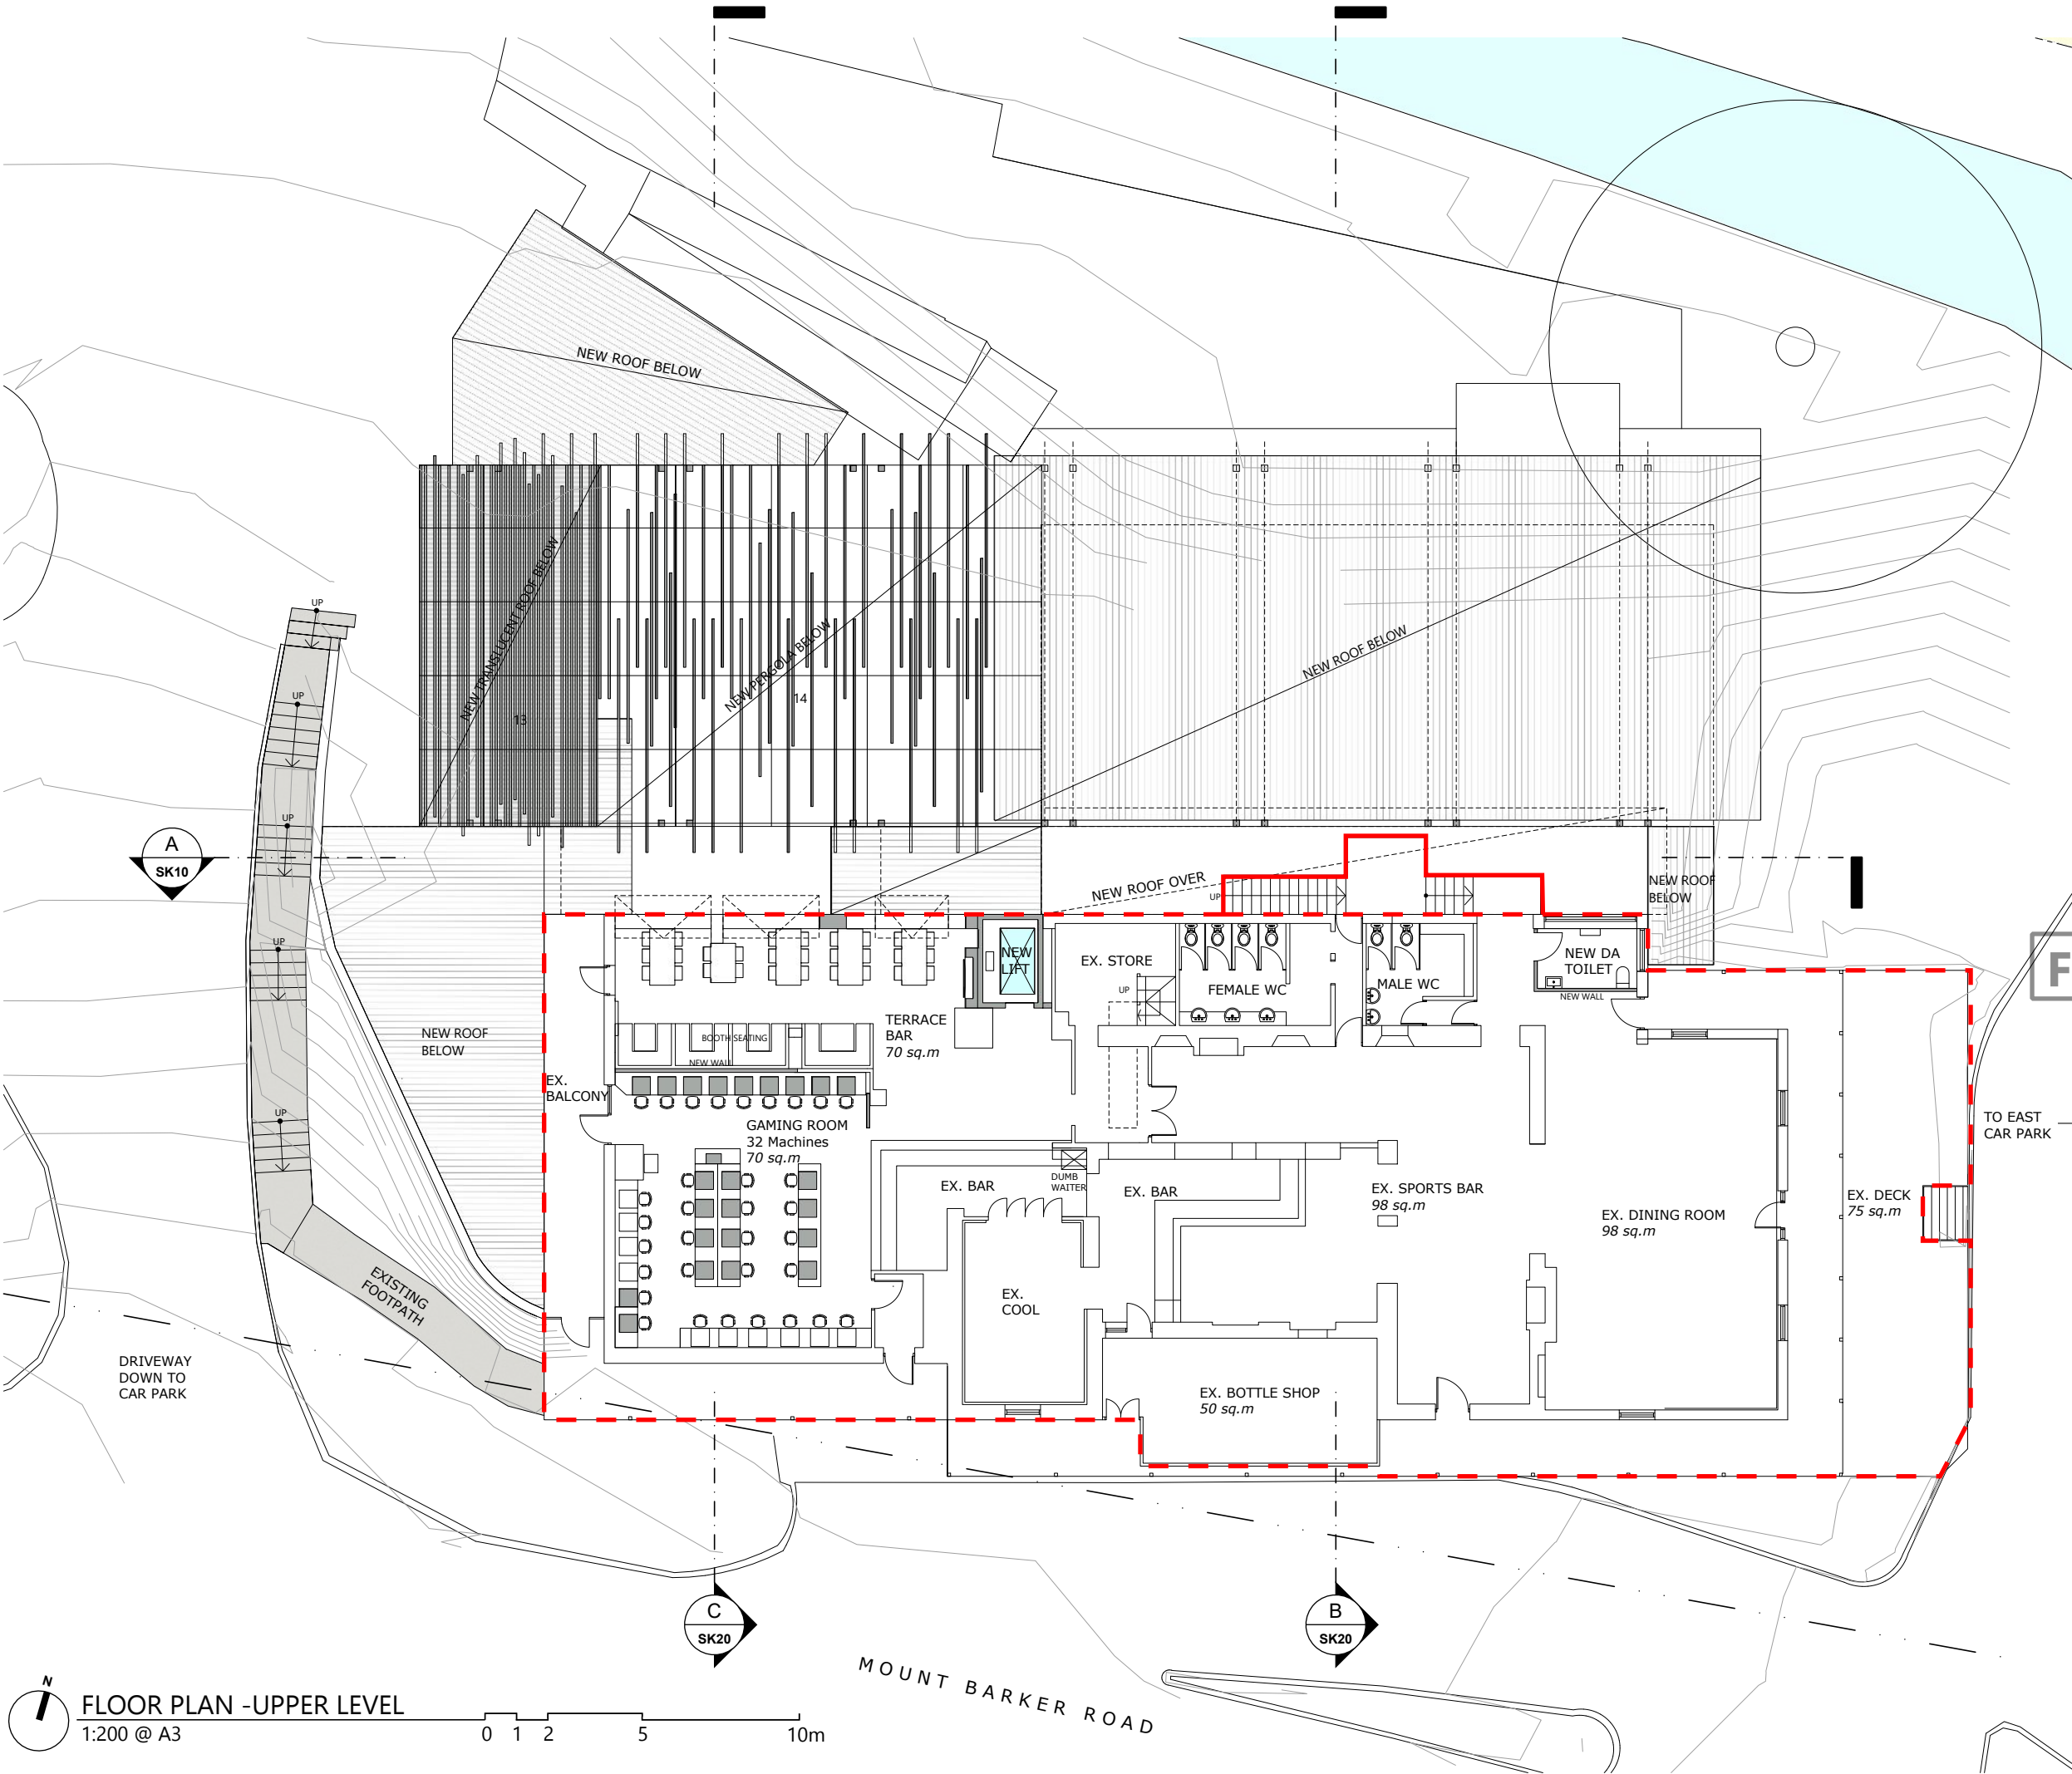 NEW ROOF BELOW
NEW TRANSLUCENT ROOF BELOW
13
NEW PERGOLA BELOW
14
NEW ROOF BELOW
UP
UP
UP
UP
UP
A
SK10
NEW ROOF OVER
UP
NEW ROOF
BELOW
F
NEW
LIFT
EX. STORE
UP
FEMALE WC
MALE WC
NEW DA
TOILET
NEW WALL
NEW ROOF
BELOW
TERRACE
BAR
70 sq.m
BOOTH SEATING
NEW WALL
EX.
BALCONY
GAMING ROOM
32 Machines
70 sq.m
TO EAST
CAR PARK
DUMB
WAITER
EX. BAR
EX. BAR
EX. SPORTS BAR
98 sq.m
EX. DINING ROOM
98 sq.m
EX. DECK
75 sq.m
EXISTING
FOOTPATH
EX.
COOL
DRIVEWAY
DOWN TO
CAR PARK
EX. BOTTLE SHOP
50 sq.m
C
SK20
B
SK20
MOUNT BARKER ROAD
N
FLOOR PLAN -UPPER LEVEL
1:200 @ A3
0 1 2 5 10m